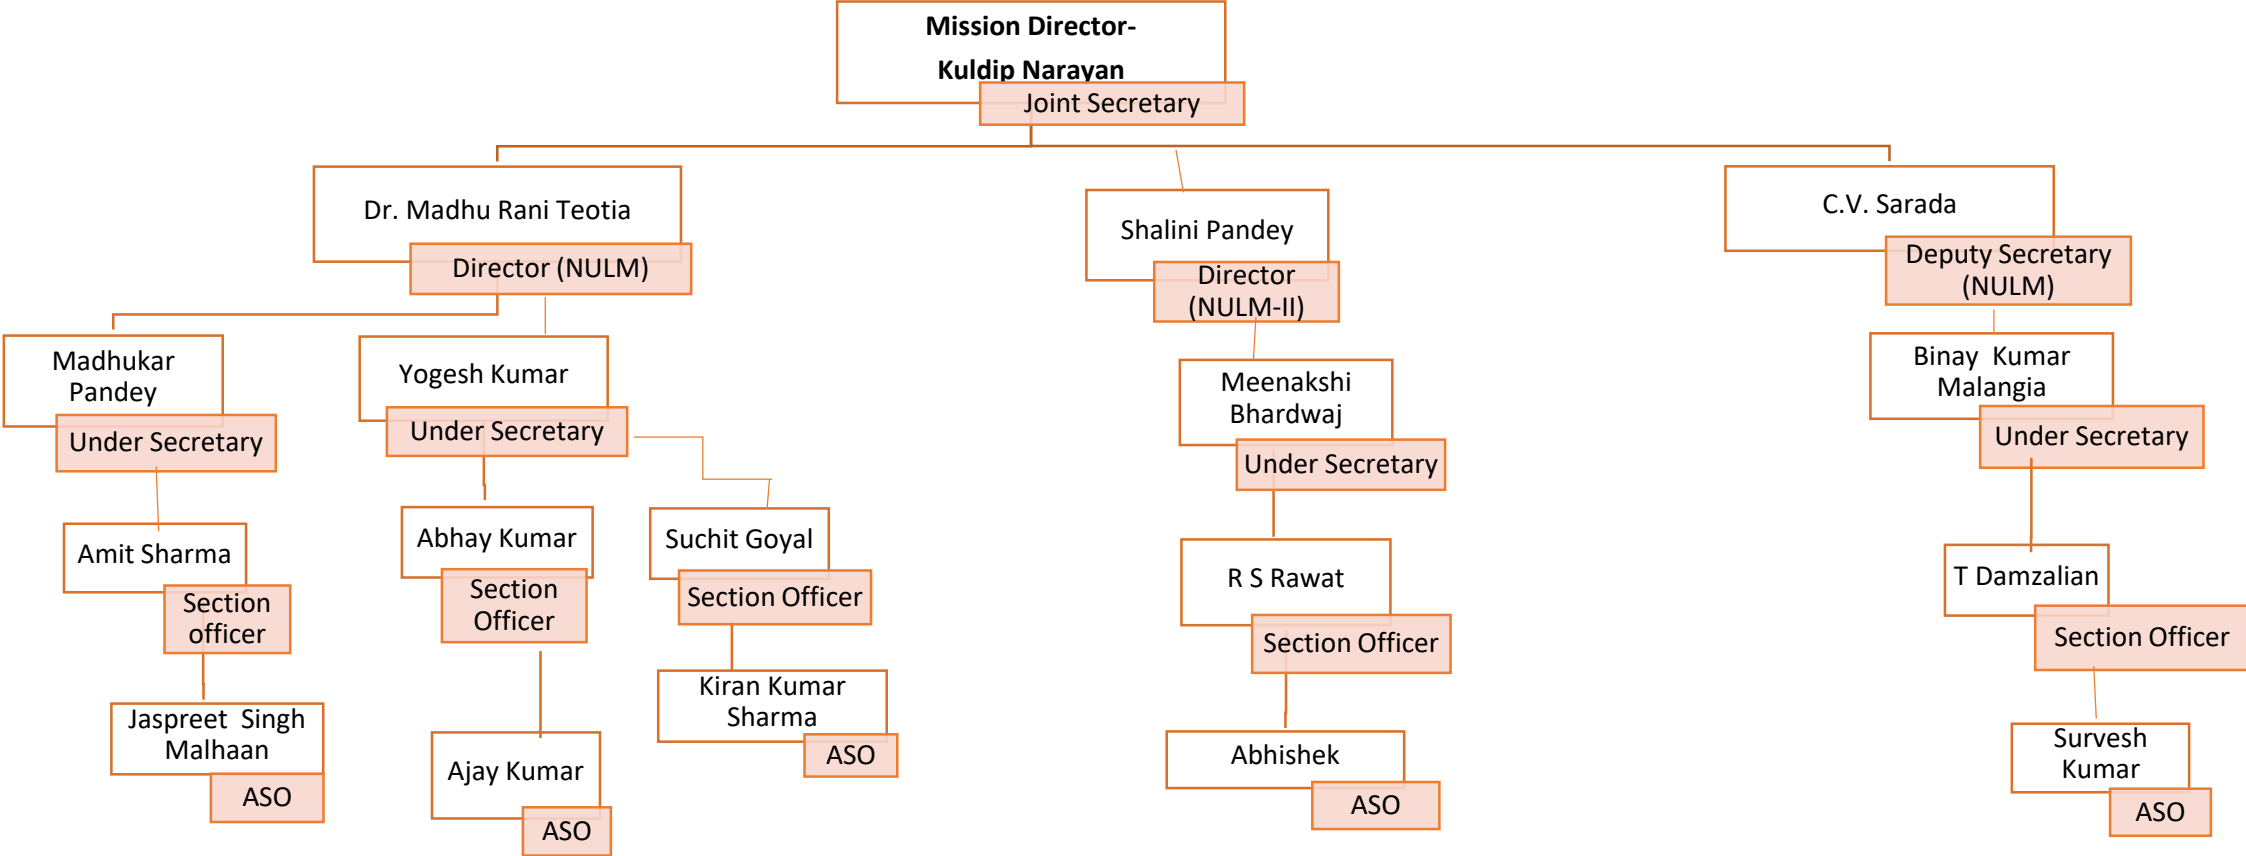 Mission Director-
Kuldip Narayan
Joint Secretary
Dr. Madhu Rani Teotia
Director (NULM)
Shalini Pandey
Director
(NULM-II)
C.V. Sarada
Deputy Secretary
(NULM)
Madhukar
Pandey
Under Secretary
Yogesh Kumar
Under Secretary
Meenakshi
Bhardwaj
Under Secretary
Binay  Kumar
Malangia
Under Secretary
Amit Sharma
Section
officer
Abhay Kumar
Section
Officer
Suchit Goyal
Section Officer
R S Rawat
Section Officer
T Damzalian
Section Officer
Jaspreet  Singh
Malhaan
ASO
Ajay Kumar
ASO
Kiran Kumar
Sharma
ASO
Abhishek
ASO
Survesh
Kumar
ASO